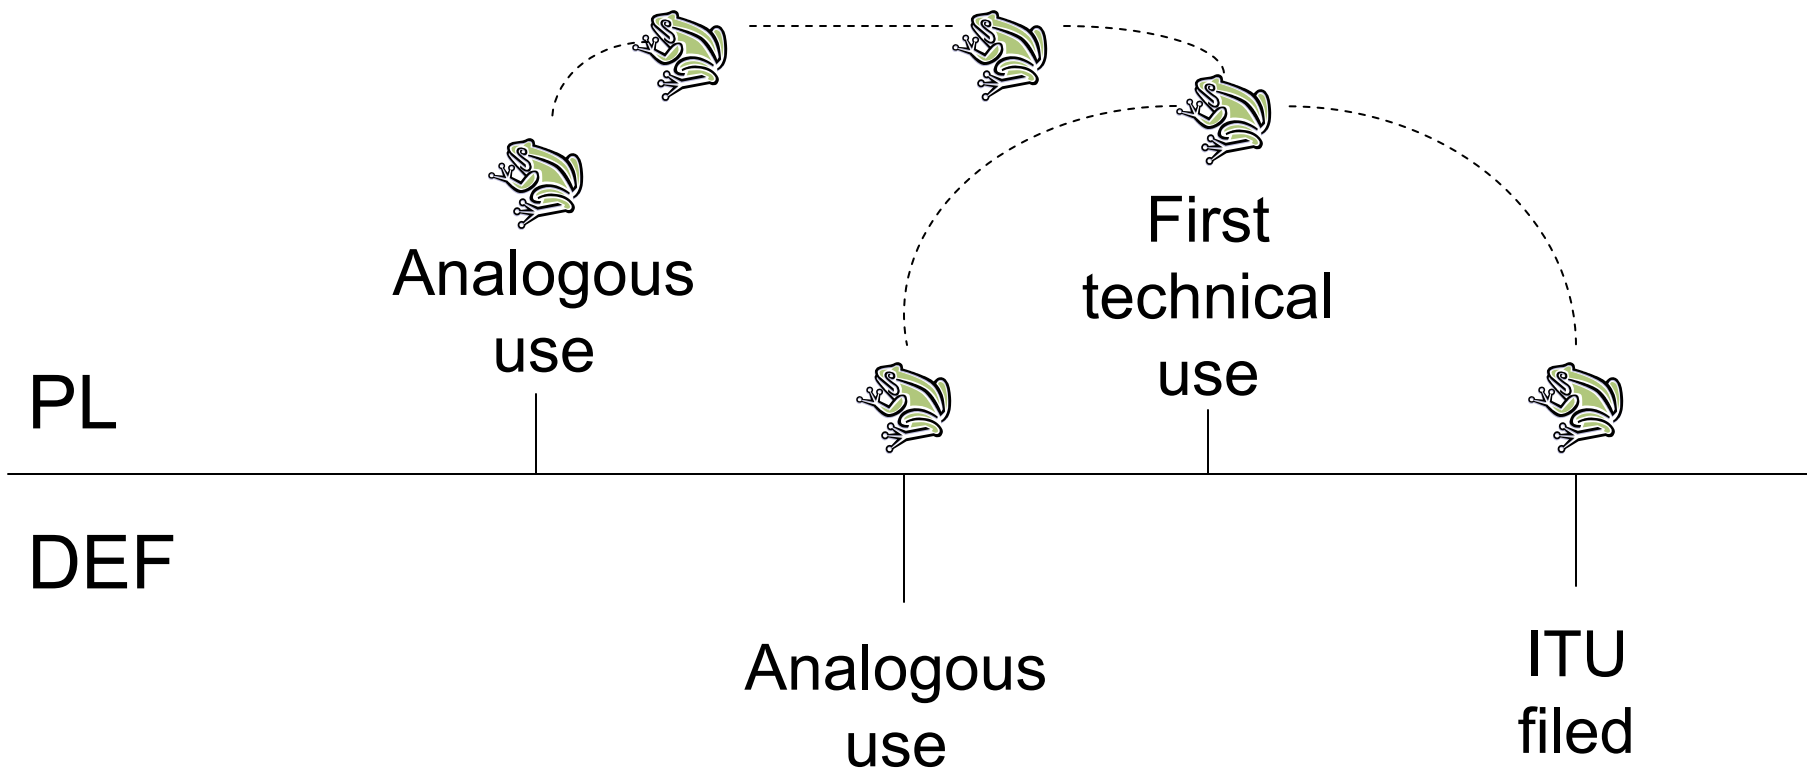 Analogous
use
First
technical
use
PL
DEF
Analogous
use
ITU
filed